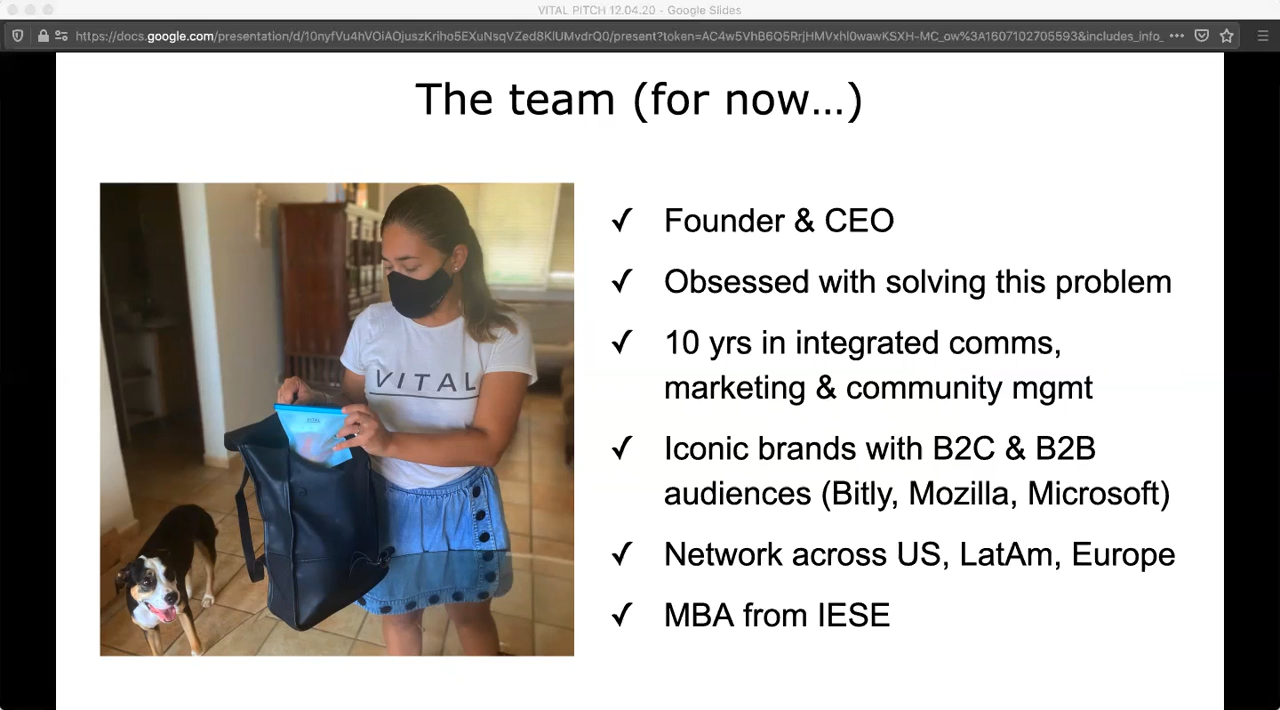 VITAL PITCH 12.04.20 - Google Slides
https://docs.google.com/presentation/d/10nyfVu4hVOiAOjuszKriho5EXuNsqVZed8KlUMvdrQ0/present?token=AC4w5VhB6Q5RrjHMVxhl0wawKSXH-MC_ow%3A1607102705593&includes_info_
The team (for now...)
✓ Founder & CEO
✓ Obsessed with solving this problem
✓ 10 yrs in integrated comms,
marketing & community mgmt
VITAL
VITAL
✓ Iconic brands with B2C & B2B
audiences (Bitly, Mozilla, Microsoft)
✓ Network across US, LatAm, Europe
✓ MBA from IESE